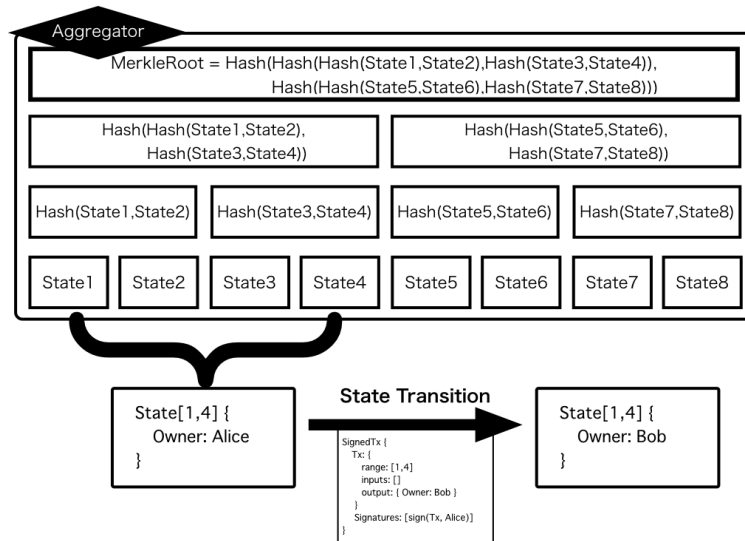 Aggregator
MerkleRoot = Hash(Hash(Hash(State1,State2),Hash(State3,State4)),
Hash(Hash(State5,State6),Hash(State7,State8)))
Hash(Hash(State1,State2),
Hash(State3,State4))
Hash(Hash(State5,State6),
Hash(State7,State8))
Hash(State1,State2)
Hash(State3,State4)
Hash(State5,State6)
Hash(State7,State8)
State1
State2
State3
State4
State5
State6
State7
State8
State[1,4] {
Owner: Alice
}
State Transition
SignedTx {
Tx: {
range: [1,4]
inputs: []
output: { Owner: Bob }
}
Signatures: [sign(Tx, Alice)]
}
State[1,4] {
Owner: Bob
}